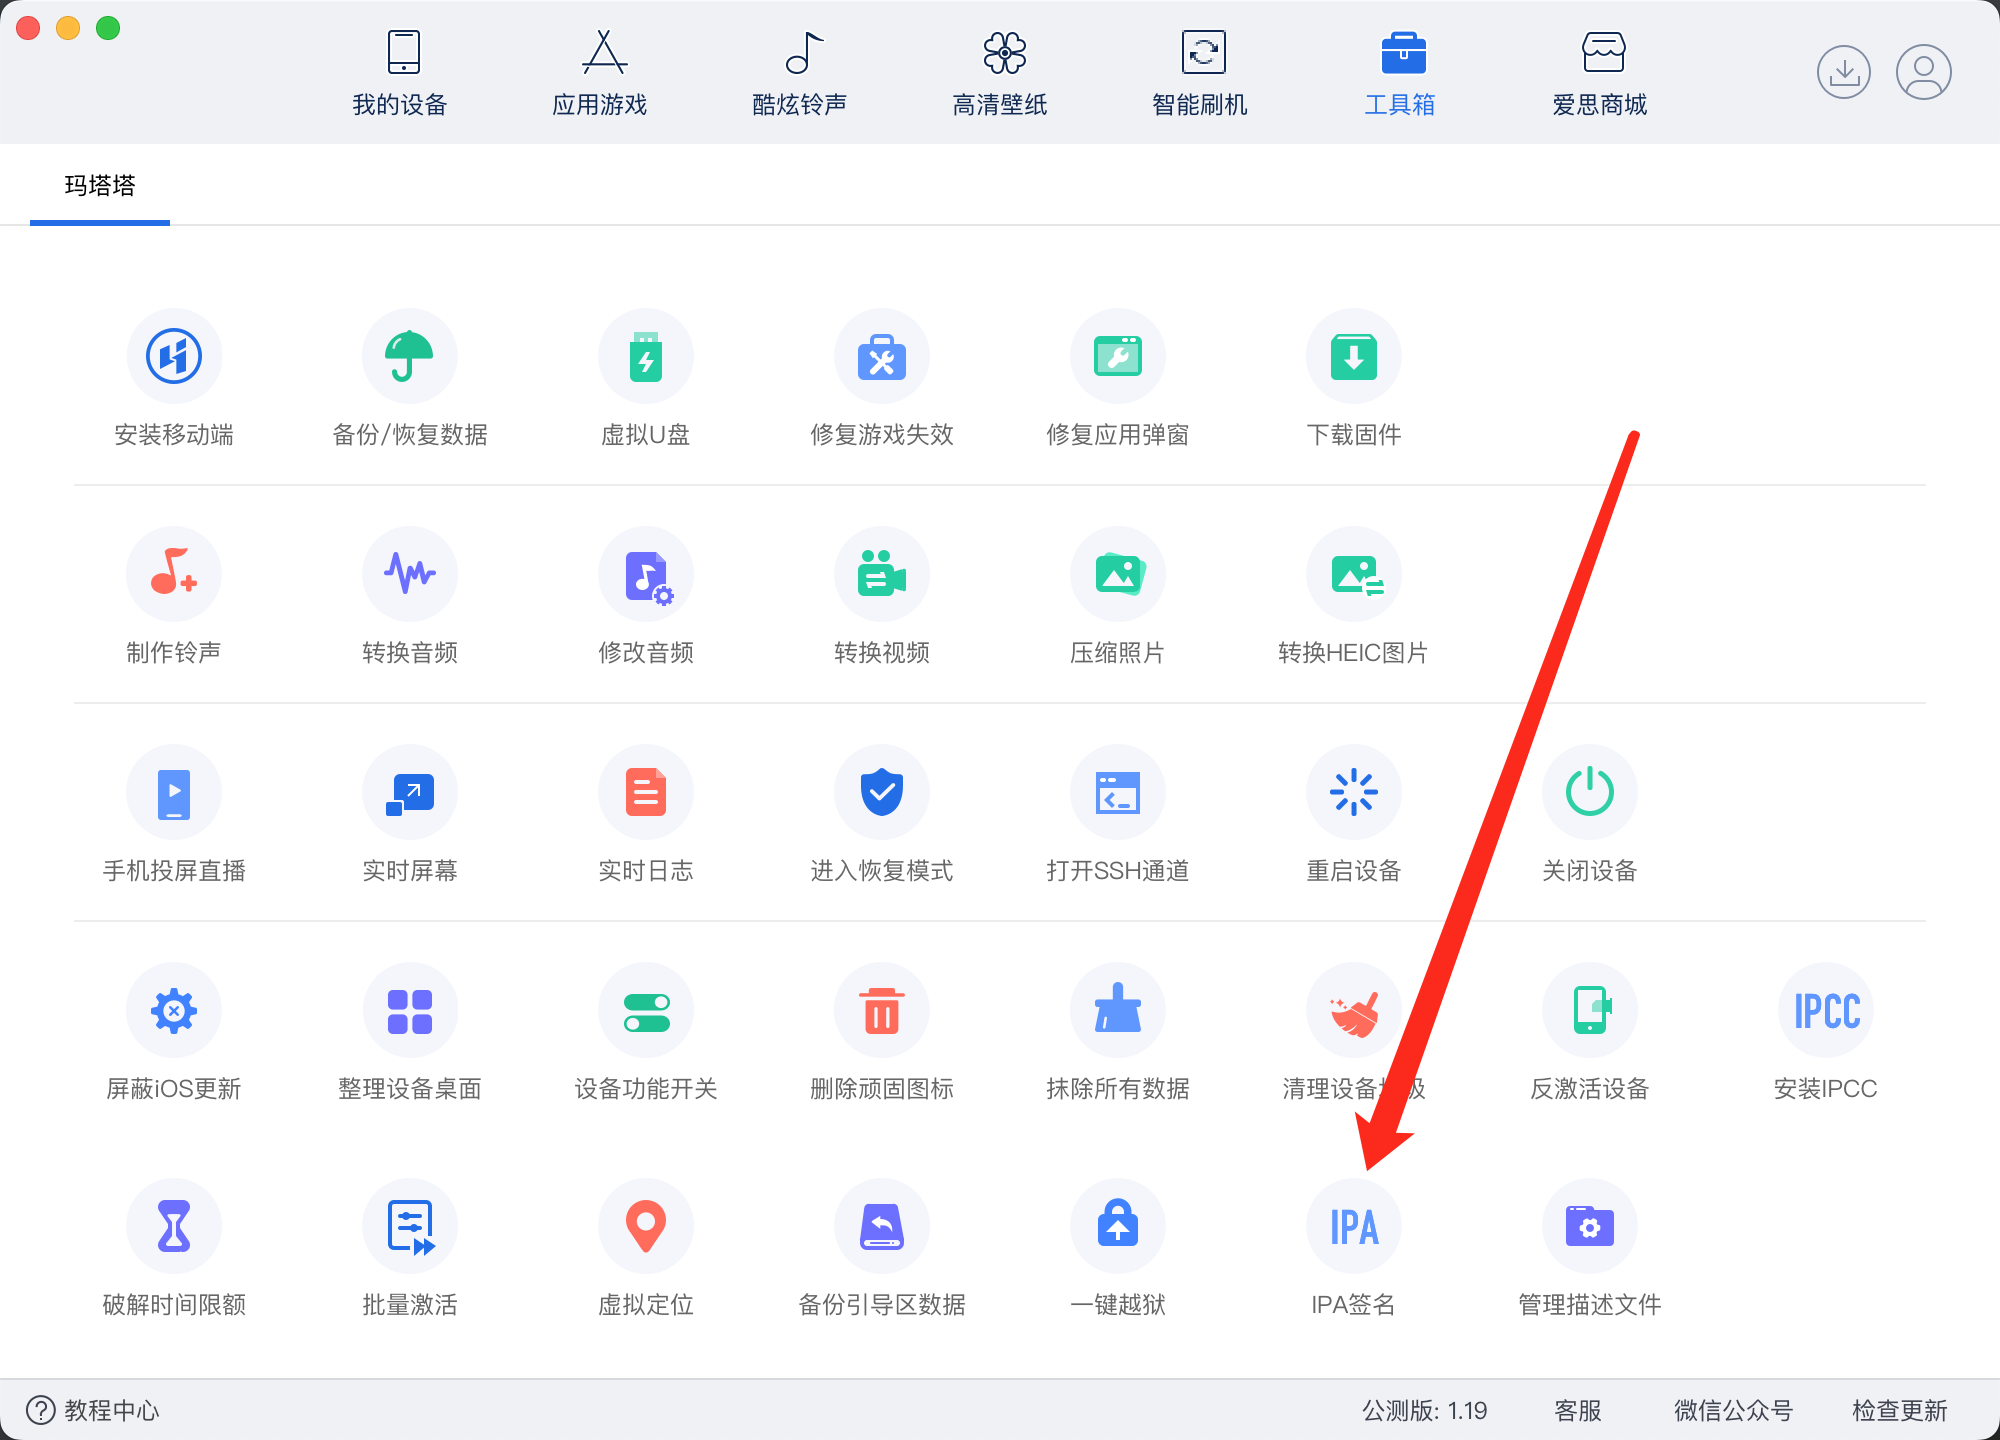 我的设备
应用游戏
酷炫铃声
高清壁纸
智能刷机
工具箱
爱思商城
玛塔塔
安装移动端
备份/恢复数据
虚拟U盘
修复游戏失效
修复应用弹窗
下载固件
制作铃声
转换音频
修改音频
转换视频
压缩照片
转换HEIC图片
手机投屏直播
实时屏幕
实时日志
进入恢复模式
打开SSH通道
重启设备
关闭设备
IPCC
屏蔽iOS更新
整理设备桌面
设备功能开关
删除顽固图标
抹除所有数据
清理设备垃圾
反激活设备
安装IPCC
IPA
破解时间限额
批量激活
虚拟定位
备份引导区数据
一键越狱
IPA签名
管理描述文件
教程中心
公测版: 1.19
客服
微信公众号
检查更新